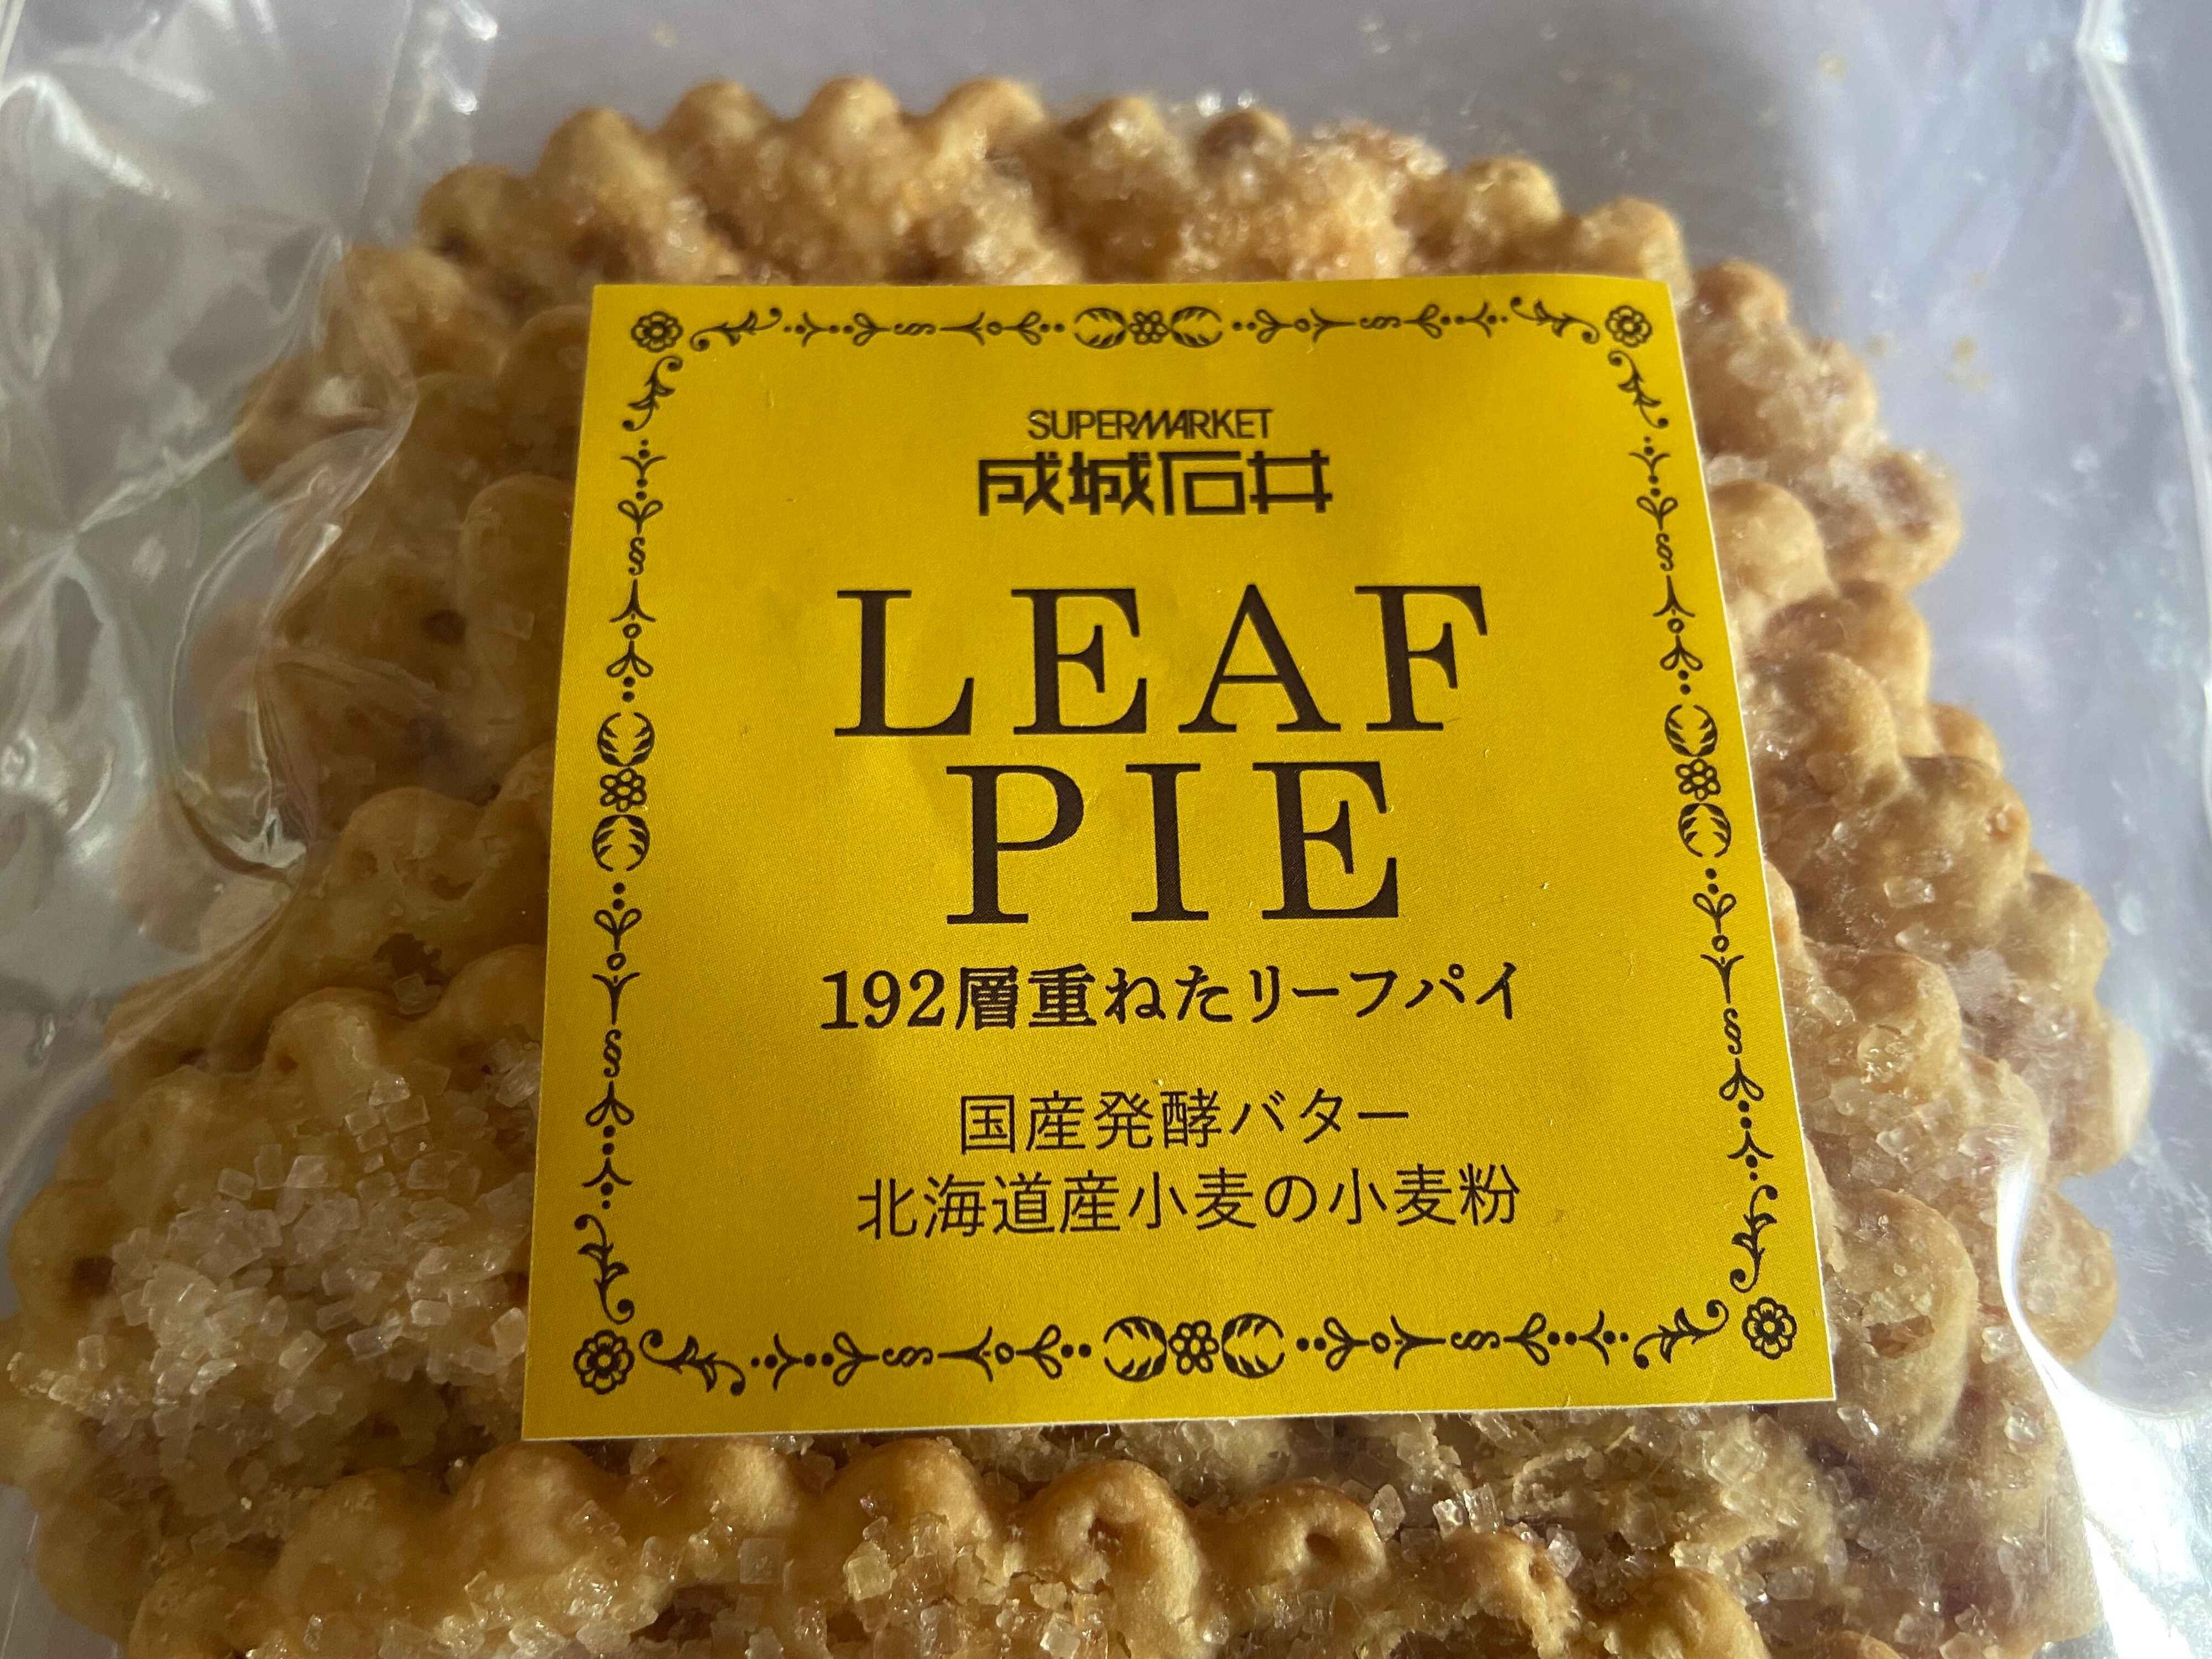 SUPERMARKET
成城石井
LEAF
PIE
192層重ねたリーフパイ
国産発酵バター
北海道産小麦の小麦粉